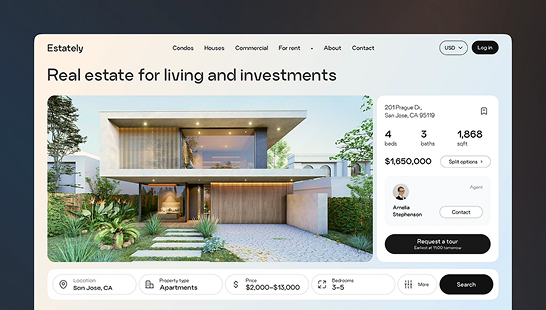 Estately
Condos Houses Commercial For rent • About Contact
USD
Log in
Real estate for living and investments
201 Prague Dr,
San Jose, CA 95119
4 3 1,868
beds baths sqft
$1,650,000
Split options
Agent
Amelia
Stephenson
Contact
Request a tour
Earliest at 11:00 tomorrow
Location
San Jose, CA
Property type
Apartments
$
Price
$2,000–$13,000
Bedrooms
3–5
More
Search